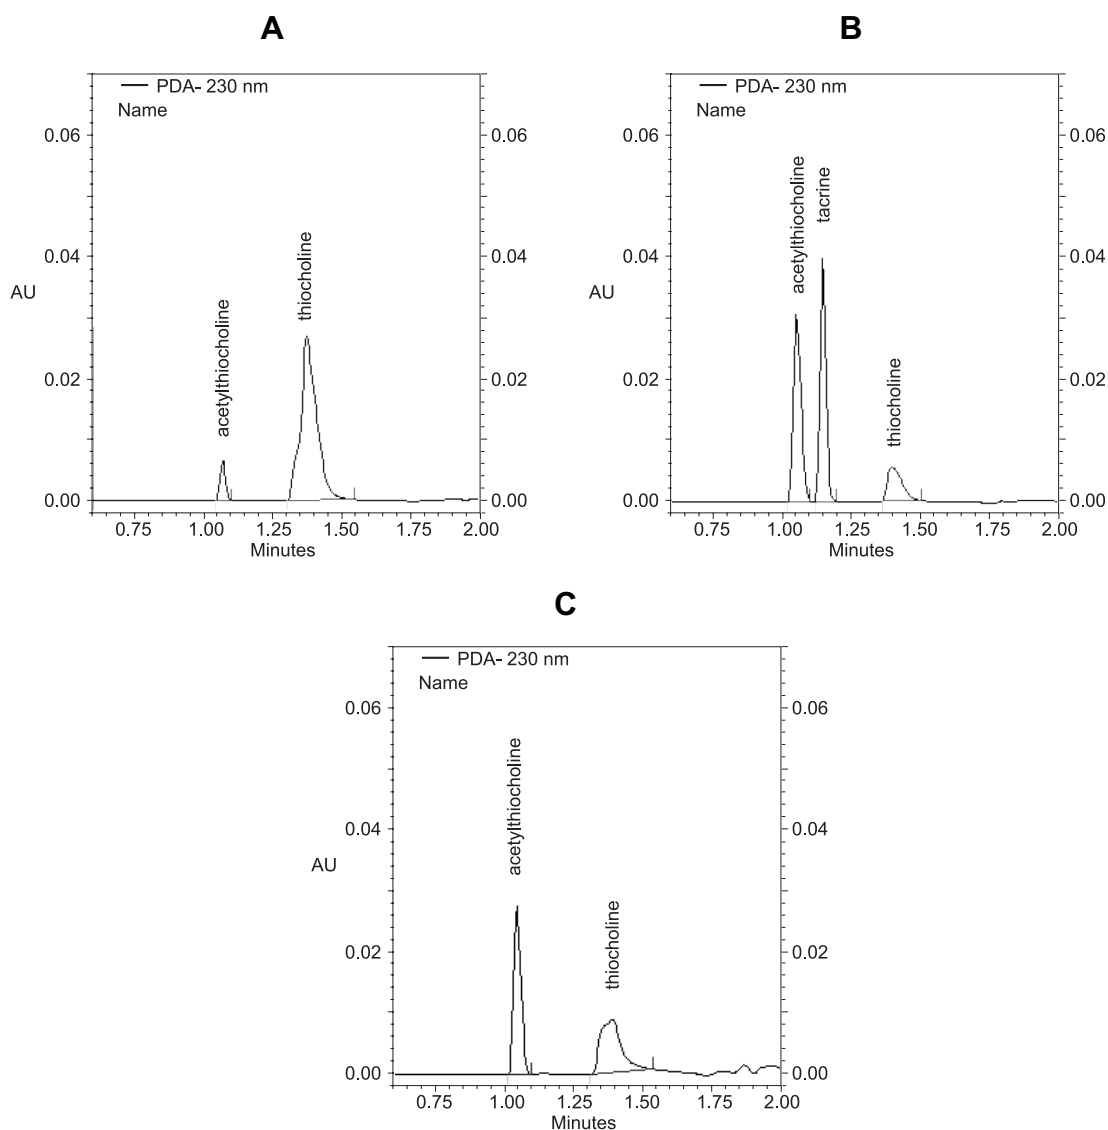 A
PDA- 230 nm
Name
0.06
0.04
0.02
0.00
AU
acetylthiocholine
thiocholine
0.06
0.04
0.02
0.00
0.75 1.00 1.25 1.50 1.75 2.00
Minutes
B
PDA- 230 nm
Name
0.06
0.04
0.02
0.00
AU
acetylthiocholine
tacrine
thiocholine
0.06
0.04
0.02
0.00
0.75 1.00 1.25 1.50 1.75 2.00
Minutes
C
PDA- 230 nm
Name
0.06
0.04
0.02
0.00
AU
acetylthiocholine
thiocholine
0.06
0.04
0.02
0.00
0.75 1.00 1.25 1.50 1.75 2.00
Minutes